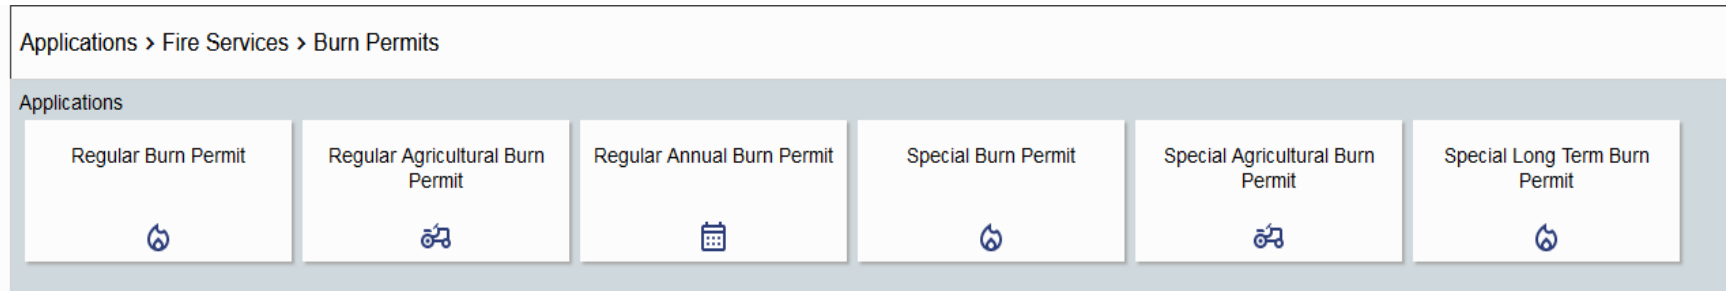 Applications > Fire Services > Burn Permits
Applications
Regular Burn Permit
Regular Agricultural Burn
Permit
Regular Annual Burn Permit
Special Burn Permit
Special Agricultural Burn
Permit
Special Long Term Burn
Permit